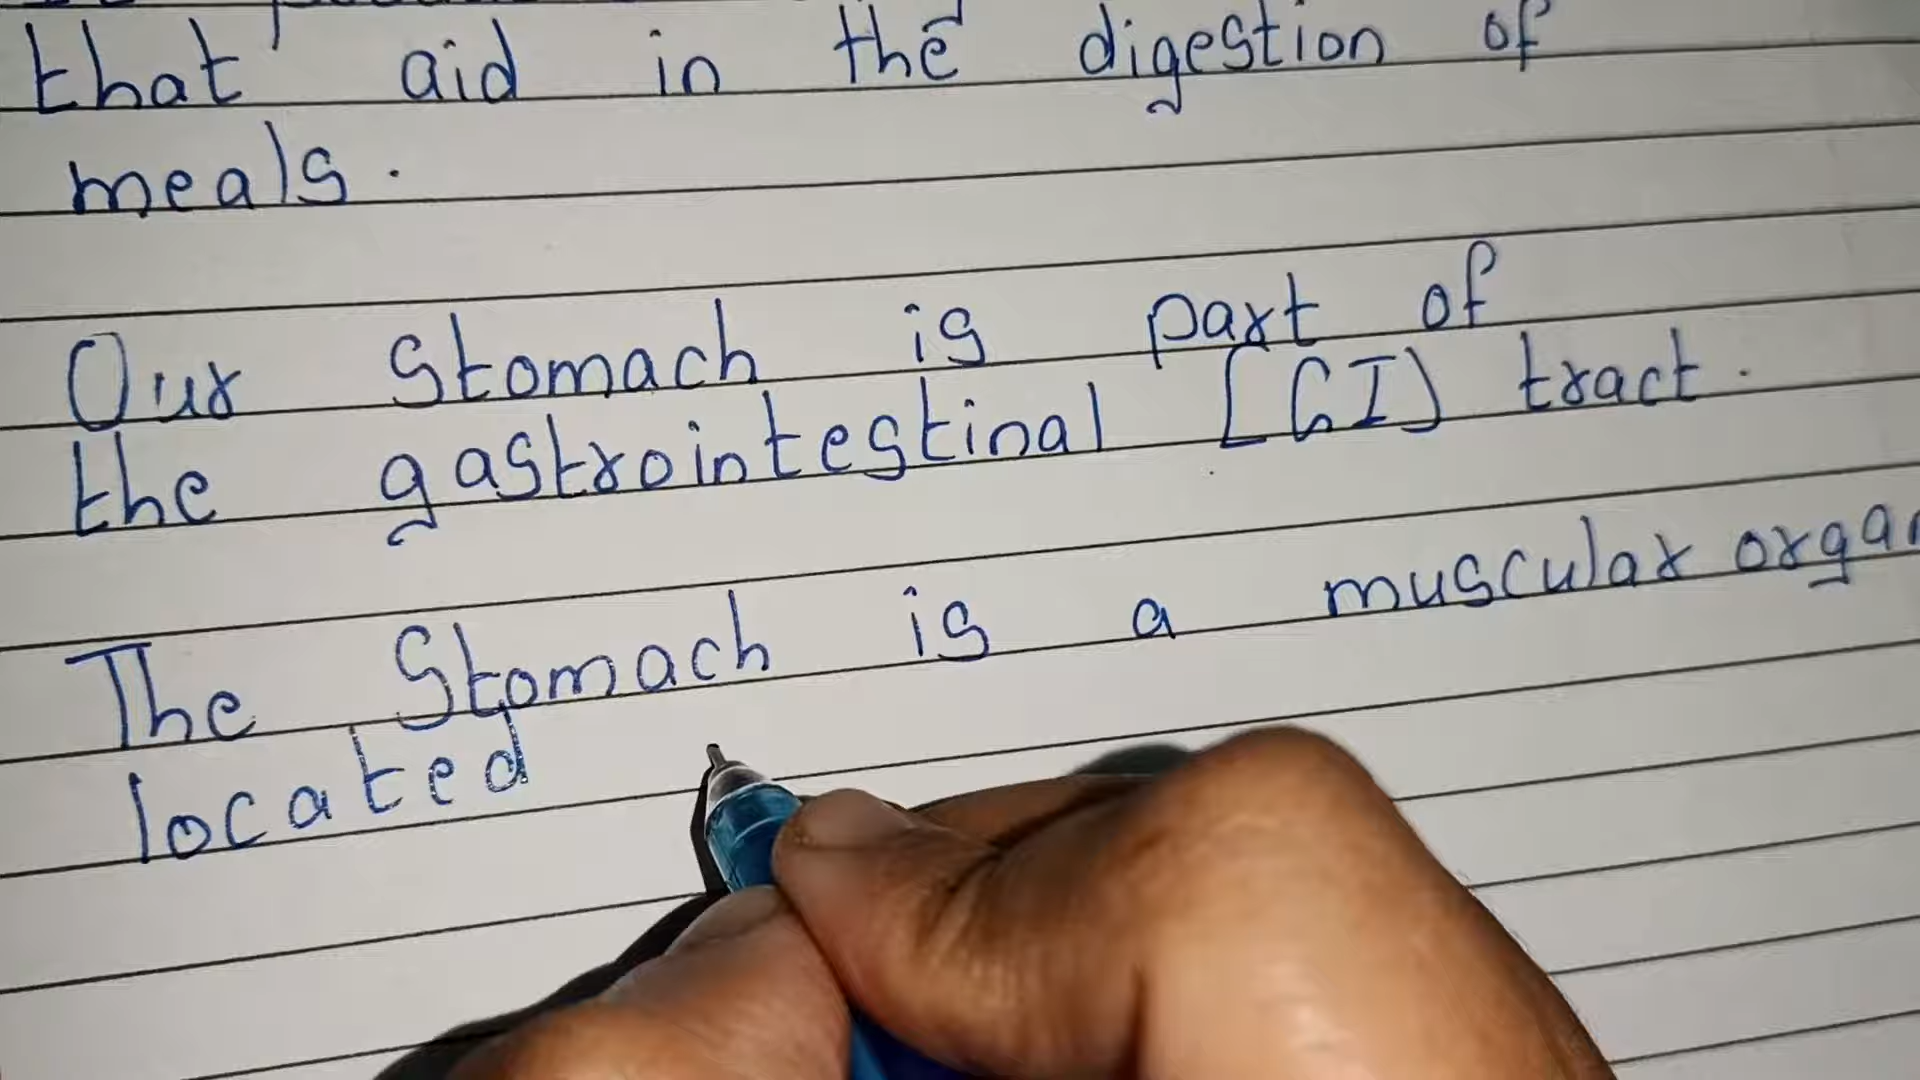 that aid in the digestion of
meals.
Our stomach is part of
the gastrointestinal [GI] tract.
The stomach is a muscular organ
located